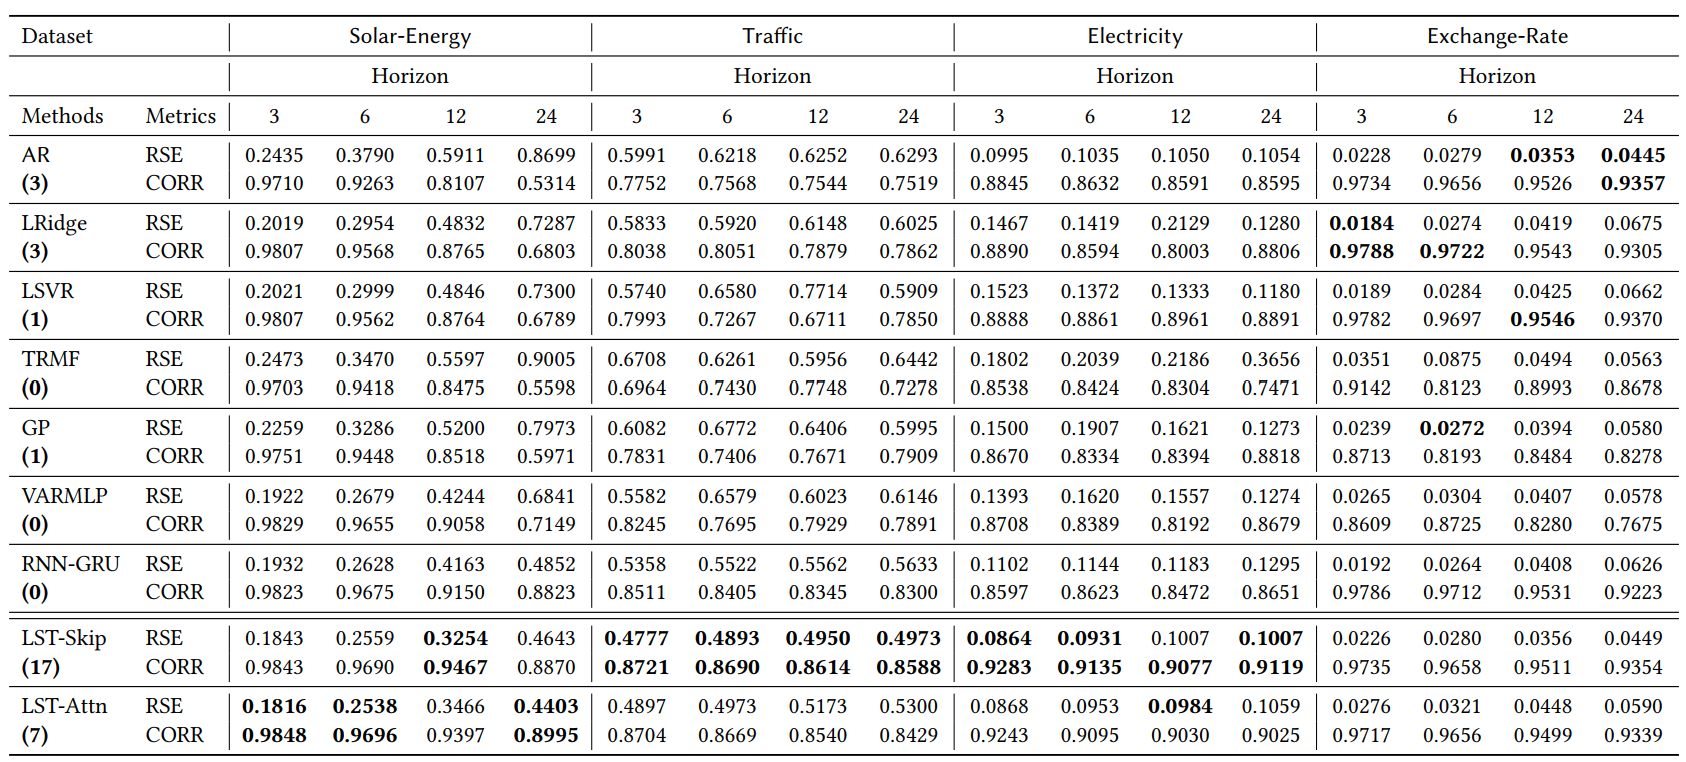 Dataset Solar-Energy Traffic Electricity Exchange-Rate
Horizon Horizon Horizon Horizon
Methods Metrics 3 6 12 24 3 6 12 24 3 6 12 24 3 6 12 24
AR RSE 0.2435 0.3790 0.5911 0.8699 0.5991 0.6218 0.6252 0.6293 0.0995 0.1035 0.1050 0.1054 0.0228 0.0279 0.0353 0.0445
(3) CORR 0.9710 0.9263 0.8107 0.5314 0.7752 0.7568 0.7544 0.7519 0.8845 0.8632 0.8591 0.8595 0.9734 0.9656 0.9526 0.9357
LRidge RSE 0.2019 0.2954 0.4832 0.7287 0.5833 0.5920 0.6148 0.6025 0.1467 0.1419 0.2129 0.1280 0.0184 0.0274 0.0419 0.0675
(3) CORR 0.9807 0.9568 0.8765 0.6803 0.8038 0.8051 0.7879 0.7862 0.8890 0.8594 0.8003 0.8806 0.9788 0.9722 0.9543 0.9305
LSVR RSE 0.2021 0.2999 0.4846 0.7300 0.5740 0.6580 0.7714 0.5909 0.1523 0.1372 0.1333 0.1180 0.0189 0.0284 0.0425 0.0662
(1) CORR 0.9807 0.9562 0.8764 0.6789 0.7993 0.7267 0.6711 0.7850 0.8888 0.8861 0.8961 0.8891 0.9782 0.9697 0.9546 0.9370
TRMF RSE 0.2473 0.3470 0.5597 0.9005 0.6708 0.6261 0.5956 0.6442 0.1802 0.2039 0.2186 0.3656 0.0351 0.0875 0.0494 0.0563
(0) CORR 0.9703 0.9418 0.8475 0.5598 0.6964 0.7430 0.7748 0.7278 0.8538 0.8424 0.8304 0.7471 0.9142 0.8123 0.8993 0.8678
GP RSE 0.2259 0.3286 0.5200 0.7973 0.6082 0.6772 0.6406 0.5995 0.1500 0.1907 0.1621 0.1273 0.0239 0.0272 0.0394 0.0580
(1) CORR 0.9751 0.9448 0.8518 0.5971 0.7831 0.7406 0.7671 0.7909 0.8670 0.8334 0.8394 0.8818 0.8713 0.8193 0.8484 0.8278
VARMLP RSE 0.1922 0.2679 0.4244 0.6841 0.5582 0.6579 0.6023 0.6146 0.1393 0.1620 0.1557 0.1274 0.0265 0.0304 0.0407 0.0578
(0) CORR 0.9829 0.9655 0.9058 0.7149 0.8245 0.7695 0.7929 0.7891 0.8708 0.8389 0.8192 0.8679 0.8609 0.8725 0.8280 0.7675
RNN-GRU RSE 0.1932 0.2628 0.4163 0.4852 0.5358 0.5522 0.5562 0.5633 0.1102 0.1144 0.1183 0.1295 0.0192 0.0264 0.0408 0.0626
(0) CORR 0.9823 0.9675 0.9150 0.8823 0.8511 0.8405 0.8345 0.8300 0.8597 0.8623 0.8472 0.8651 0.9786 0.9712 0.9531 0.9223
LST-Skip RSE 0.1843 0.2559 0.3254 0.4643 0.4777 0.4893 0.4950 0.4973 0.0864 0.0931 0.1007 0.1007 0.0226 0.0280 0.0356 0.0449
(17) CORR 0.9843 0.9690 0.9467 0.8870 0.8721 0.8690 0.8614 0.8588 0.9283 0.9135 0.9077 0.9119 0.9735 0.9658 0.9511 0.9354
LST-Attn RSE 0.1816 0.2538 0.3466 0.4403 0.4897 0.4973 0.5173 0.5300 0.0868 0.0953 0.0984 0.1059 0.0276 0.0321 0.0448 0.0590
(7) CORR 0.9848 0.9696 0.9397 0.8995 0.8704 0.8669 0.8540 0.8429 0.9243 0.9095 0.9030 0.9025 0.9717 0.9656 0.9499 0.9339